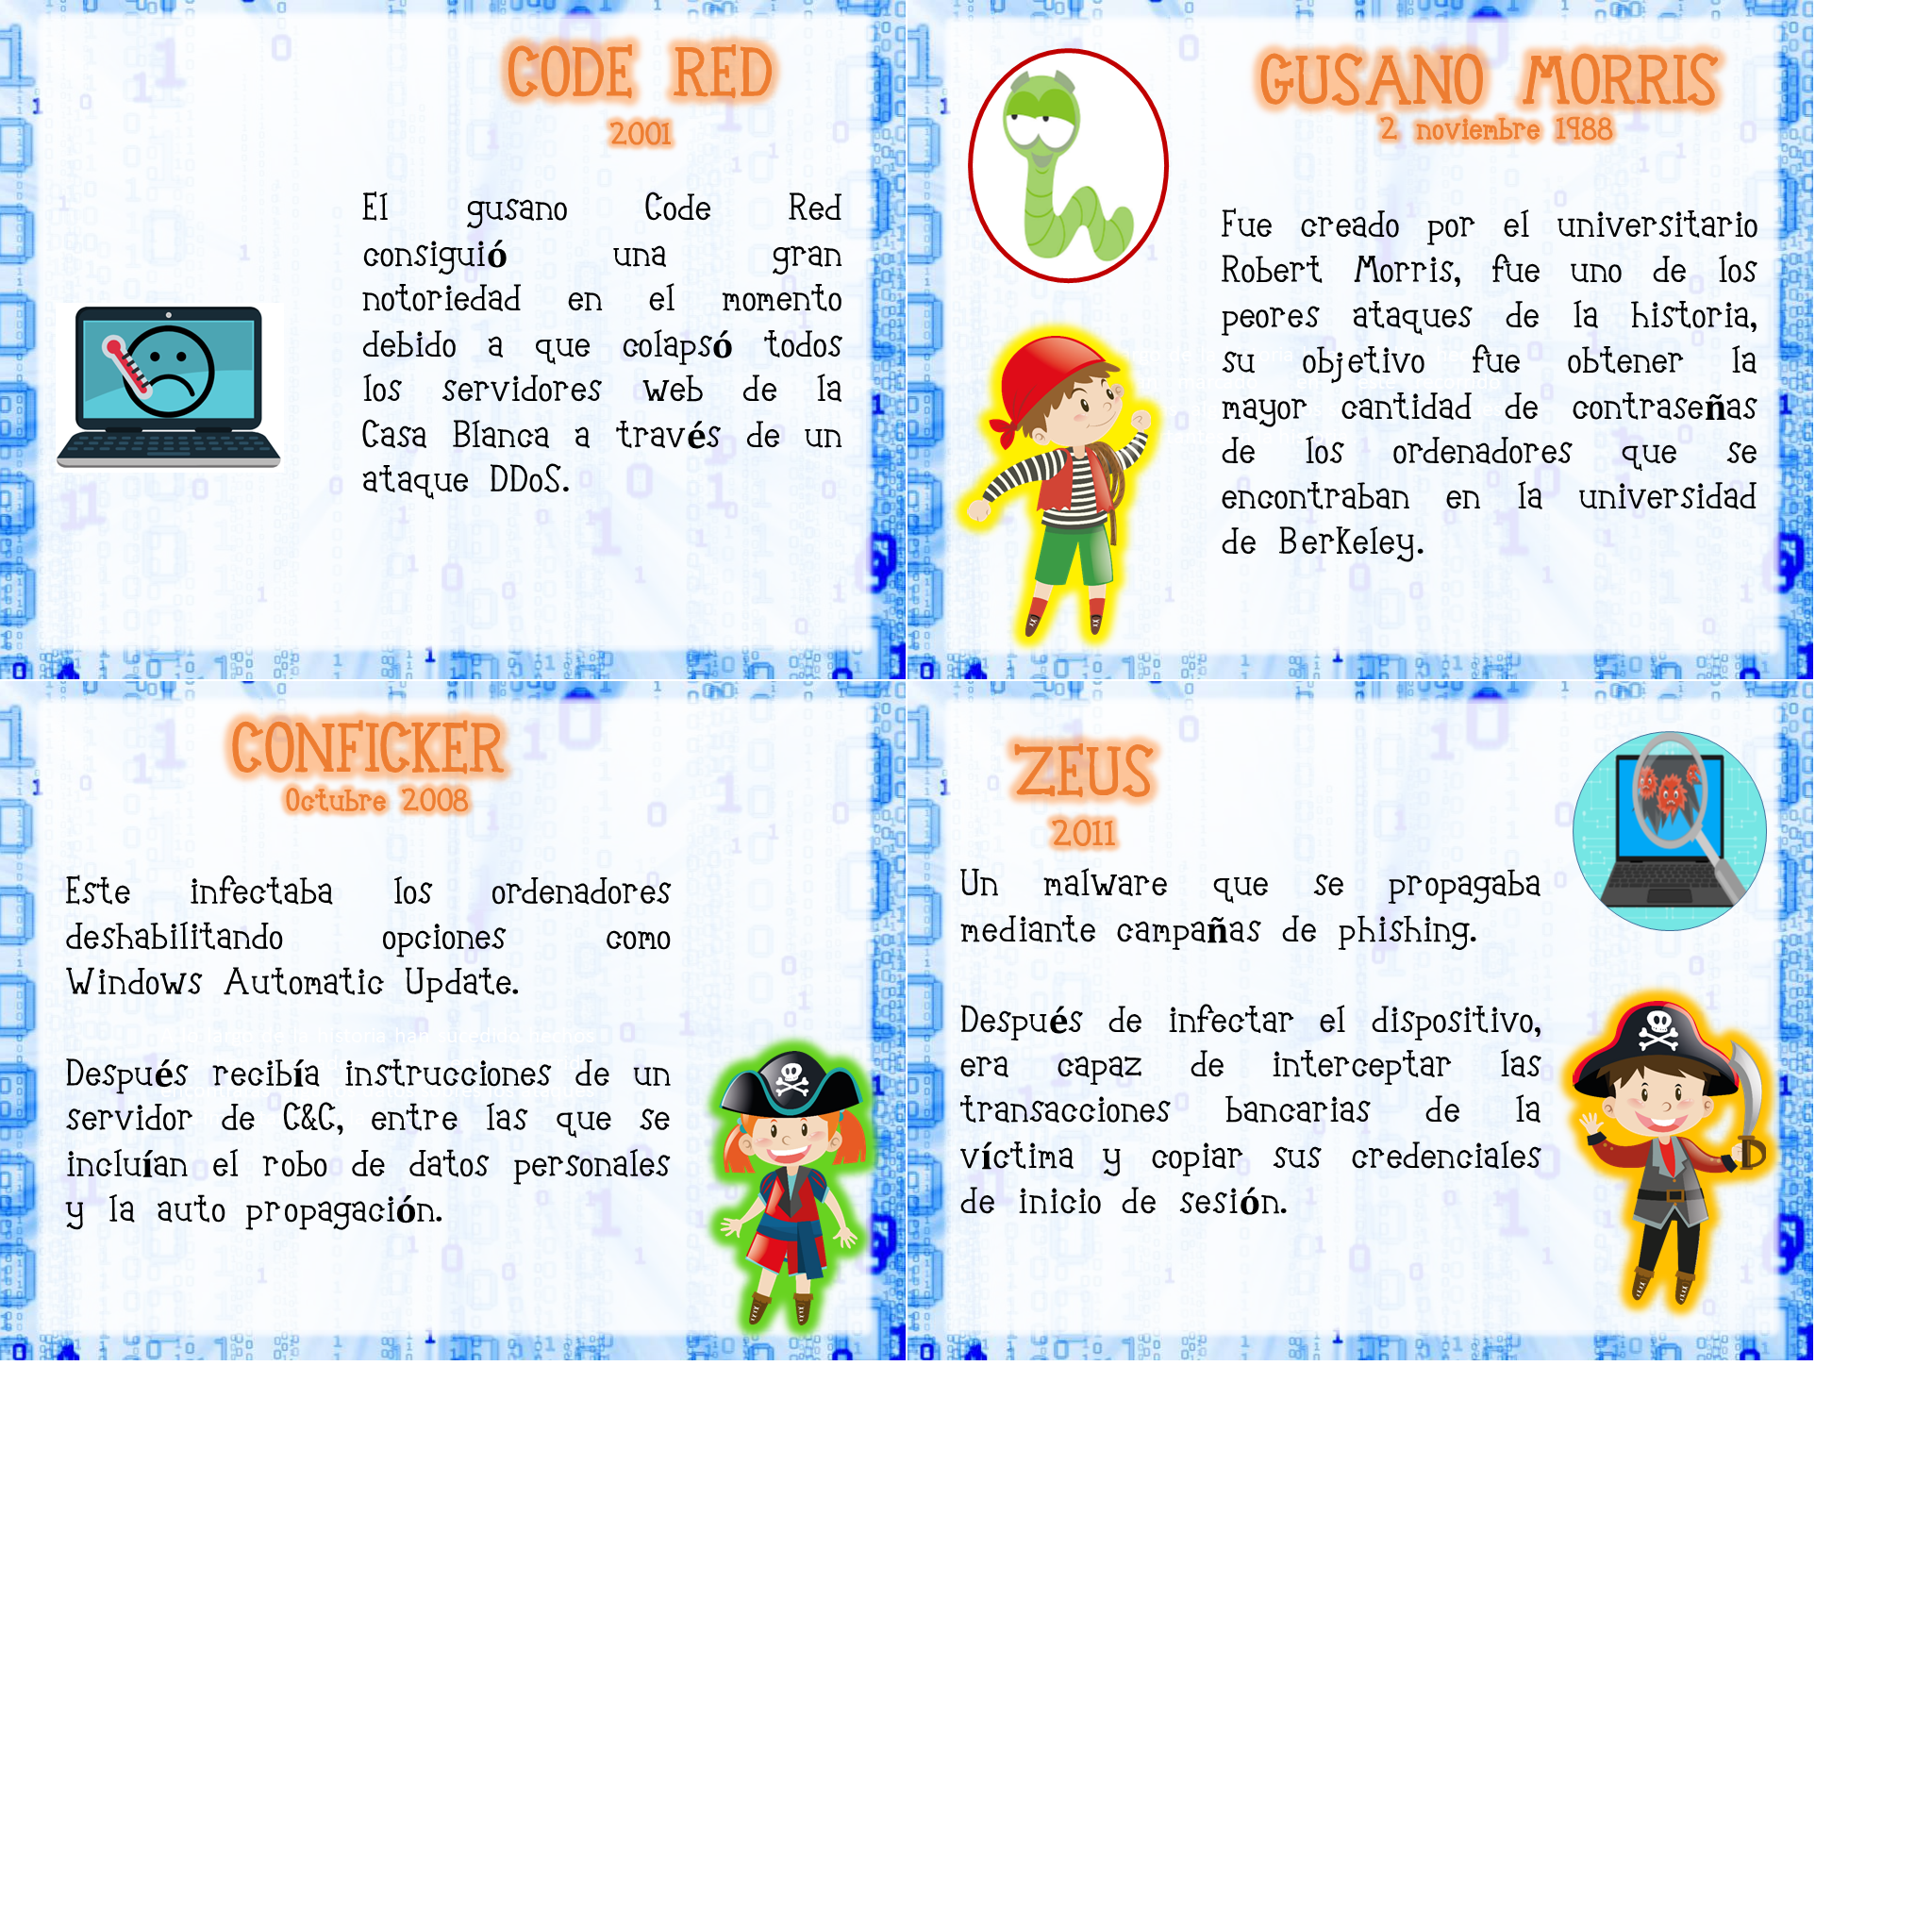 CODE RED
2001
El gusano Code Red
consiguió una gran
notoriedad en el momento
debido a que colapsó todos
los servidores web de la
Casa Blanca a través de un
ataque DDoS.
GUSANO MORRIS
2 noviembre 1988
Fue creado por el universitario
Robert Morris, fue uno de los
peores ataques de la historia,
su objetivo fue obtener la
mayor cantidad de contraseñas
de los ordenadores que se
encontraban en la universidad
de Berkeley.
CONFICKER
Octubre 2008
Este infectaba los ordenadores
deshabilitando opciones como
Windows Automatic Update.
Después recibía instrucciones de un
servidor de C&C, entre las que se
incluían el robo de datos personales
y la auto propagación.
ZEUS
2011
Un malware que se propagaba
mediante campañas de phishing.
Después de infectar el dispositivo,
era capaz de interceptar las
transacciones bancarias de la
víctima y copiar sus credenciales
de inicio de sesión.